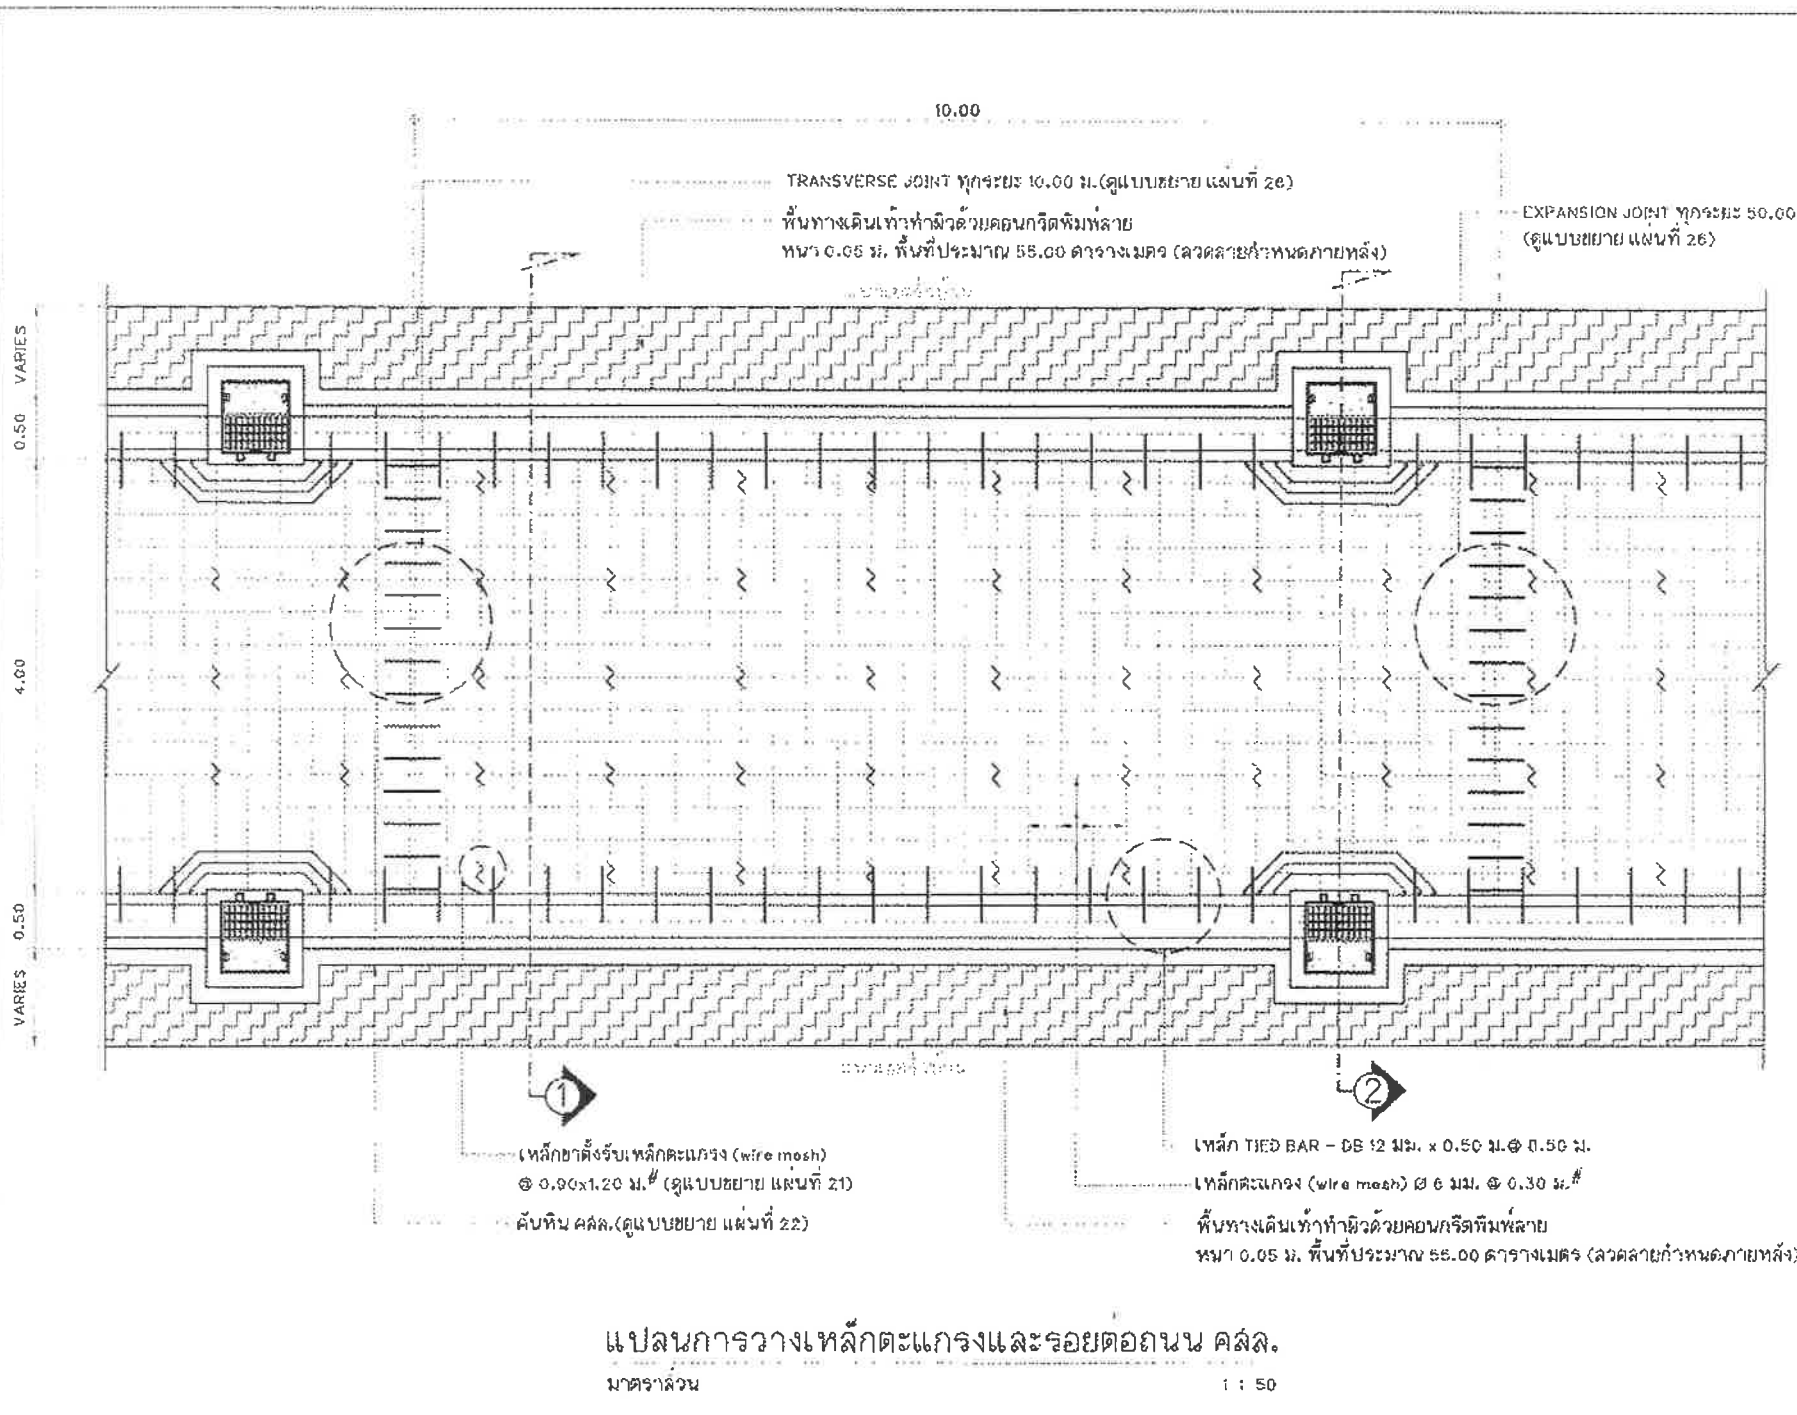 10.00
TRANSVERSE JOINT ทุกระยะ 10.00 ม.(ดูแบบขยาย แผ่นที่ 26)
พื้นทางเดินเท้าทำผิวด้วยคอนกรีตพิมพ์ลาย
หนา 0.05 ม. พื้นที่ประมาณ 55.00 ตารางเมตร (ลวดลายกำหนดภายหลัง)
EXPANSION JOINT ทุกระยะ 50.00
(ดูแบบขยาย แผ่นที่ 26)
VARIES
0.50
4.00
0.50
VARIES
1
2
เหล็กขาตั้งรับเหล็กตะแกรง (wire mesh)
@ 0.90x1.20 ม.# (ดูแบบขยาย แผ่นที่ 21)
คันหิน คสล.(ดูแบบขยาย แผ่นที่ 22)
เหล็ก TIED BAR - DB 12 มม. x 0.50 ม.@ 0.50 ม.
เหล็กตะแกรง (wire mesh) Ø 6 มม. @ 0.30 ม.#
พื้นทางเดินเท้าทำผิวด้วยคอนกรีตพิมพ์ลาย
หนา 0.05 ม. พื้นที่ประมาณ 55.00 ตารางเมตร (ลวดลายกำหนดภายหลัง)
แปลนการวางเหล็กตะแกรงและรอยต่อถนน คสล.
มาตราส่วน 1 : 50